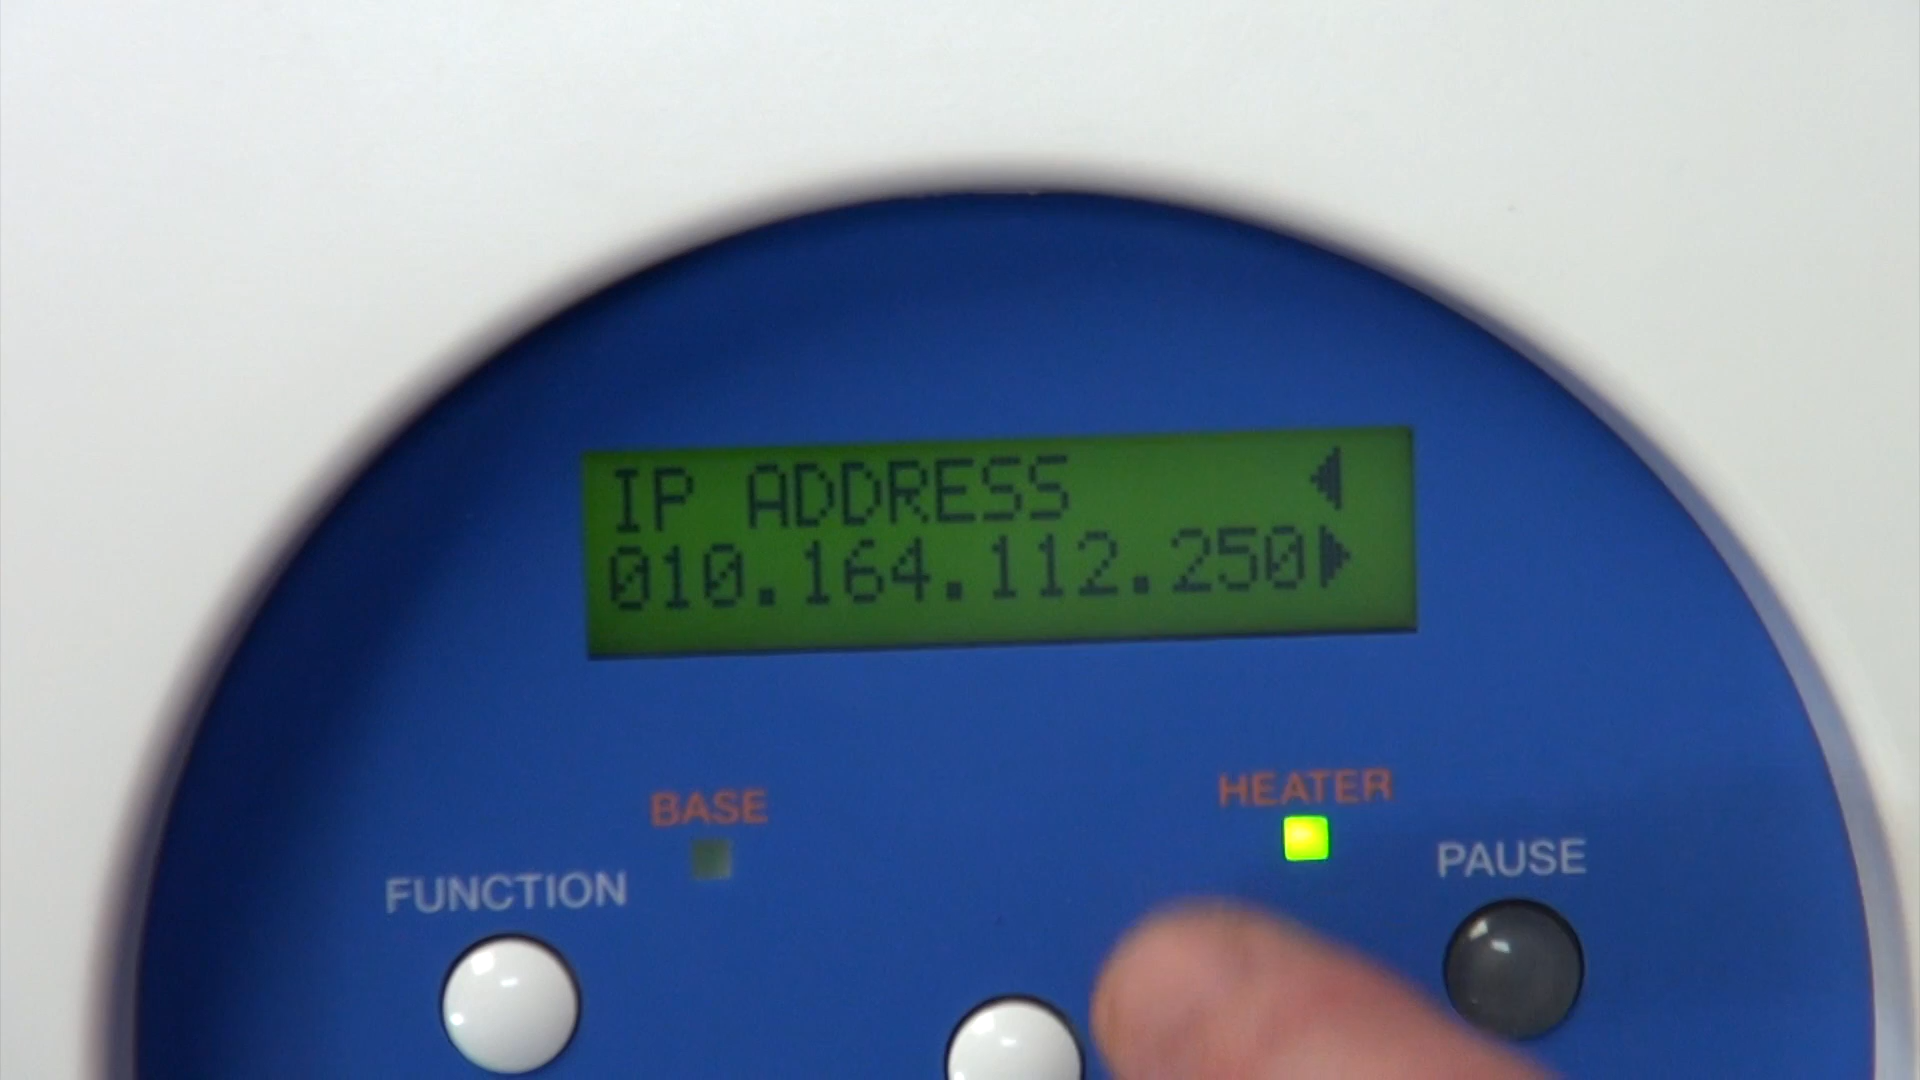 IP ADDRESS
010.164.112.250
BASE
HEATER
FUNCTION
PAUSE